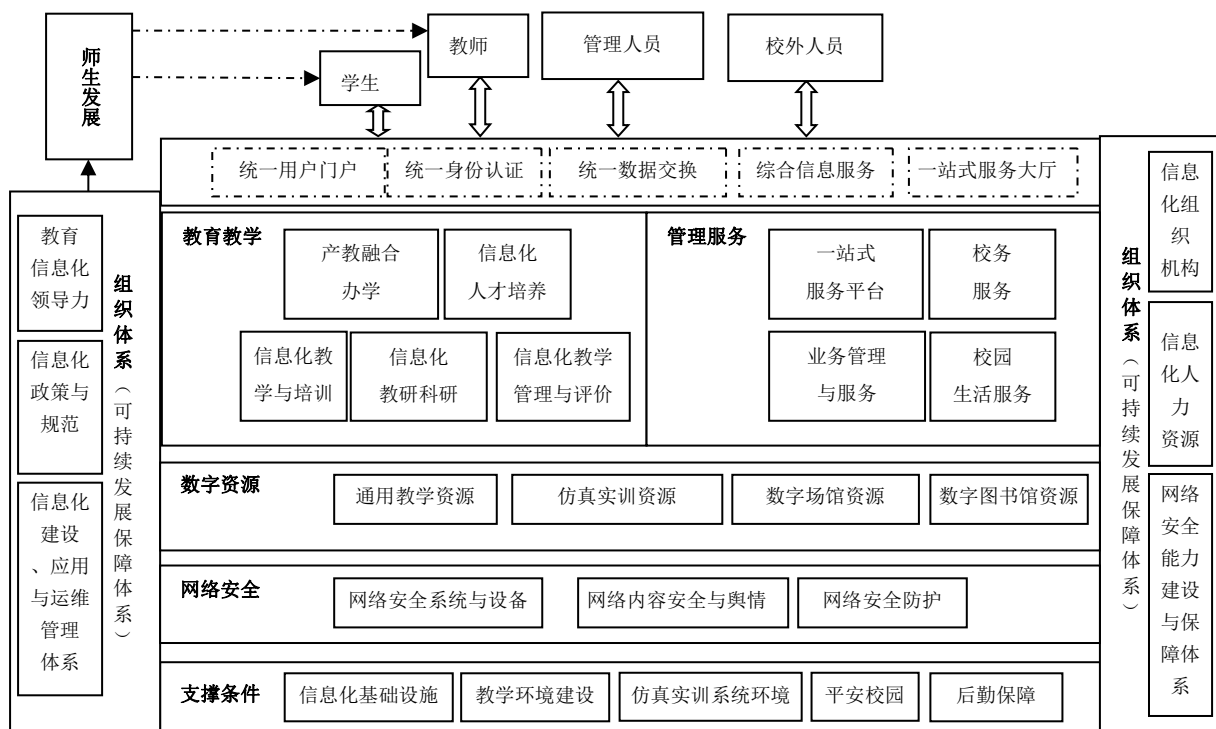 师生发展
教师
管理人员
校外人员
学生
统一用户门户
统一身份认证
统一数据交换
综合信息服务
一站式服务大厅
教育
信息化
领导力
信息化
政策与
规范
信息化
建设
、应用
与运维
管理
体系
组织体系（可持续发展保障体系）
教育教学
产教融合
办学
信息化
人才培养
信息化教
学与培训
信息化
教研科研
信息化教学
管理与评价
管理服务
一站式
服务平台
校务
服务
业务管理
与服务
校园
生活服务
数字资源
通用教学资源
仿真实训资源
数字场馆资源
数字图书馆资源
网络安全
网络安全系统与设备
网络内容安全与舆情
网络安全防护
支撑条件
信息化基础设施
教学环境建设
仿真实训系统环境
平安校园
后勤保障
组织体系（可持续发展保障体系）
信息
化组
织
机构
信息
化人
力
资源
网络
安全
能力
建设
与保
障体
系